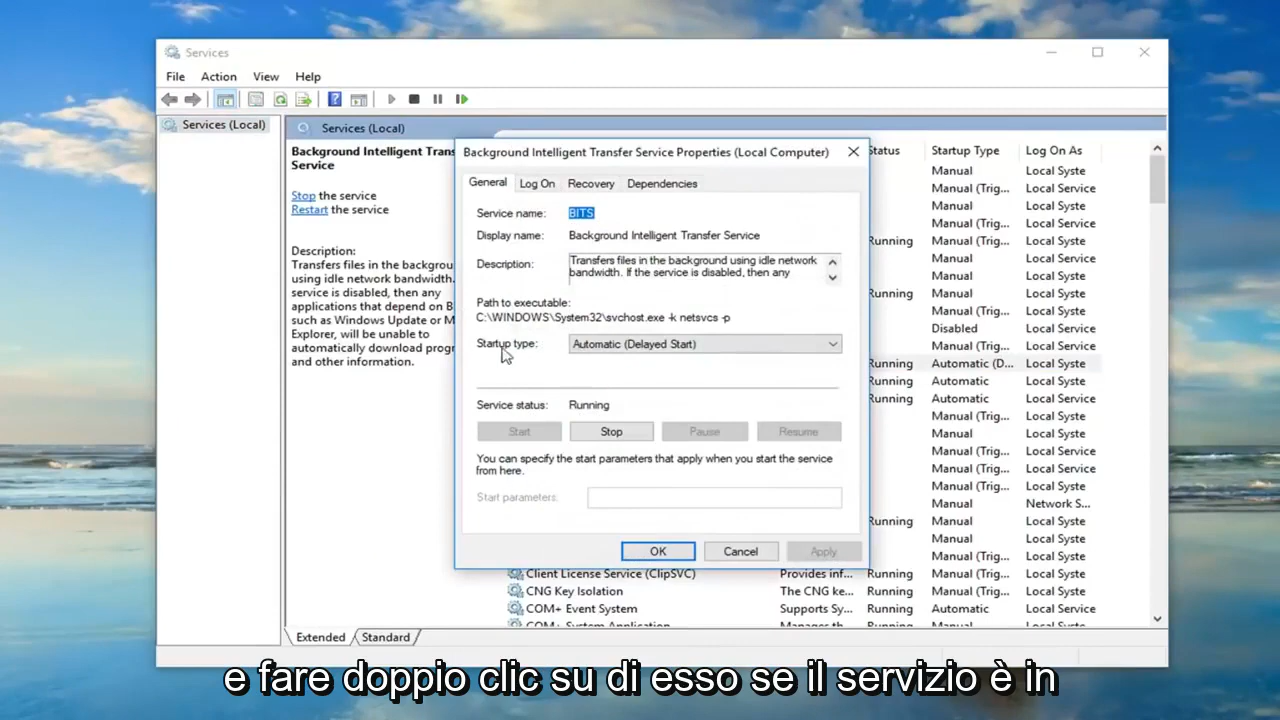 Services
File Action View Help
Services (Local)
Services (Local)
Background Intelligent Trans
Service
Stop the service
Restart the service
Description:
Transfers files in the backgrou
using idle network bandwidth.
service is disabled, then any
applications that depend on B
such as Windows Update or M
Explorer, will be unable to
automatically download progr
and other information.
Background Intelligent Transfer Service Properties (Local Computer)
General Log On Recovery Dependencies
Service name: BITS
Display name: Background Intelligent Transfer Service
Description: Transfers files in the background using idle network
bandwidth. If the service is disabled, then any
Path to executable:
C:\WINDOWS\System32\svchost.exe -k netsvcs -p
Startup type: Automatic (Delayed Start)
Service status: Running
Start Stop Pause Resume
You can specify the start parameters that apply when you start the service
from here.
Start parameters:
OK Cancel Apply
Status Startup Type Log On As
Manual Local Syste
Manual (Trig... Local Service
Manual Local Syste
Manual (Trig... Local Service
Running Manual (Trig... Local Syste
Manual Local Syste
Manual (Trig... Local Service
Running Manual Local Syste
Manual (Trig... Local Service
Disabled Local Service
Manual (Trig... Local Syste
Running Automatic (D... Local Syste
Running Automatic Local Syste
Running Automatic Local Service
Manual (Trig... Local Syste
Manual Local Syste
Manual (Trig... Local Service
Manual (Trig... Local Syste
Manual (Trig... Local Syste
Manual Network S...
Running Manual Local Syste
Manual Local Syste
Manual (Trig... Local Syste
Client License Service (ClipSVC) Provides inf... Running Manual (Trig... Local Syste
CNG Key Isolation The CNG ke... Running Manual (Trig... Local Syste
COM+ Event System Supports Sy... Running Automatic Local Service
COM+ System Application Manages th... Manual Local Syste
Extended Standard
e fare doppio clic su di esso se il servizio è in